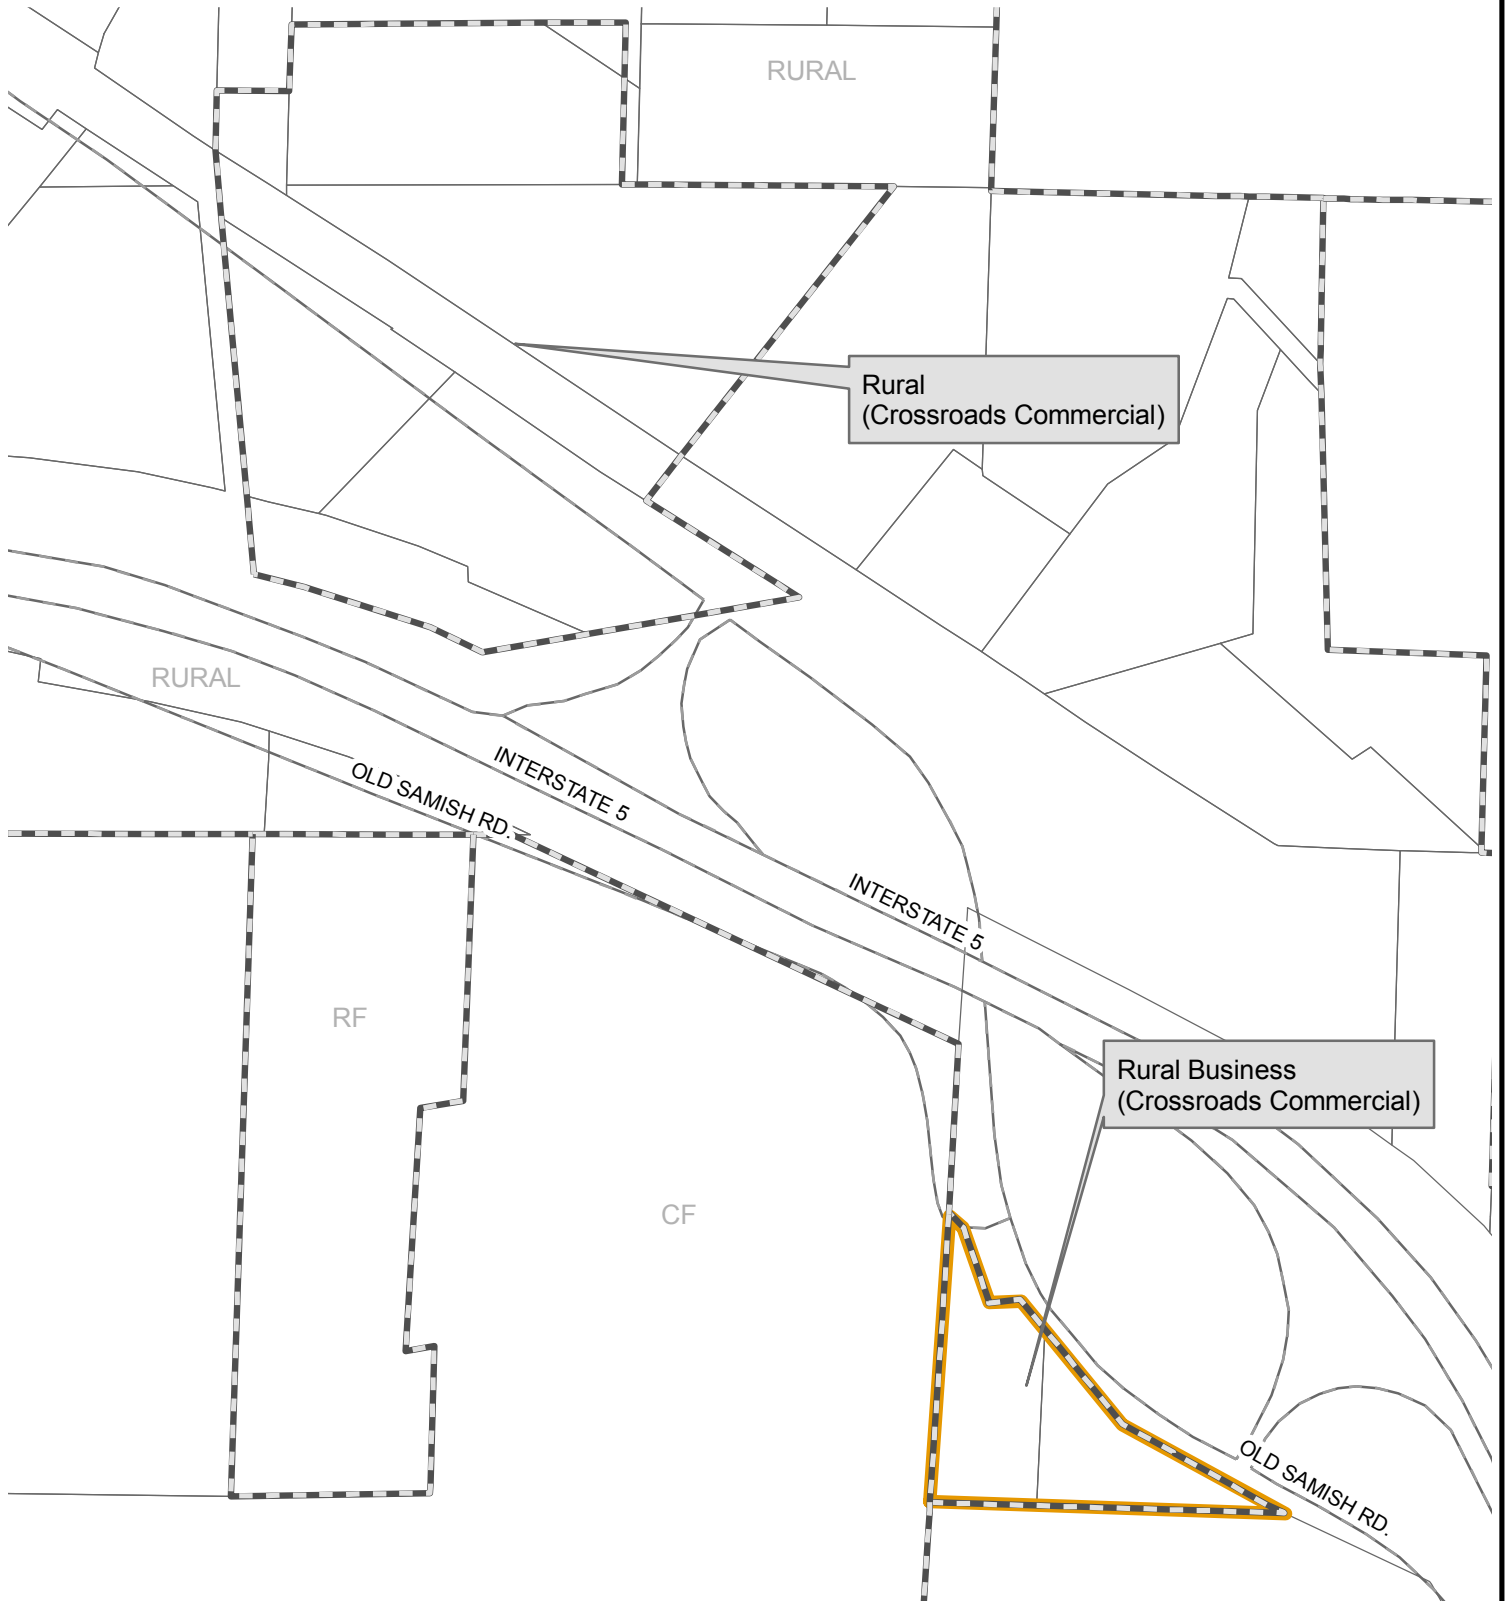 RURAL
Rural
(Crossroads Commercial)
RURAL
INTERSTATE 5
OLD SAMISH RD.
INTERSTATE 5
RF
Rural Business
(Crossroads Commercial)
CF
OLD SAMISH RD.